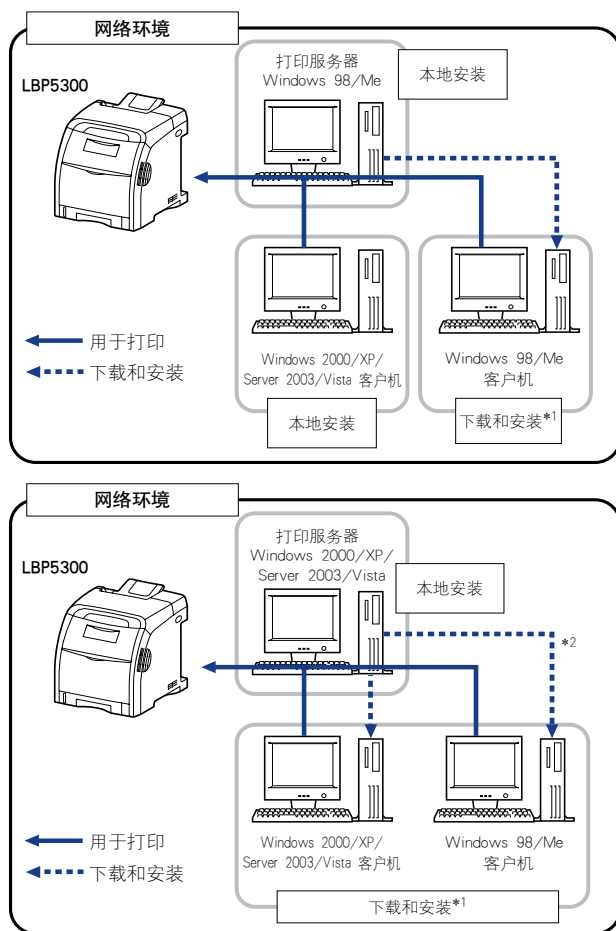 网络环境
LBP5300
打印服务器
Windows 98/Me
本地安装
用于打印
下载和安装
Windows 2000/XP/
Server 2003/Vista 客户机
本地安装
Windows 98/Me
客户机
下载和安装*1
网络环境
LBP5300
打印服务器
Windows 2000/XP/
Server 2003/Vista
本地安装
*2
用于打印
下载和安装
Windows 2000/XP/
Server 2003/Vista 客户机
Windows 98/Me
客户机
下载和安装*1